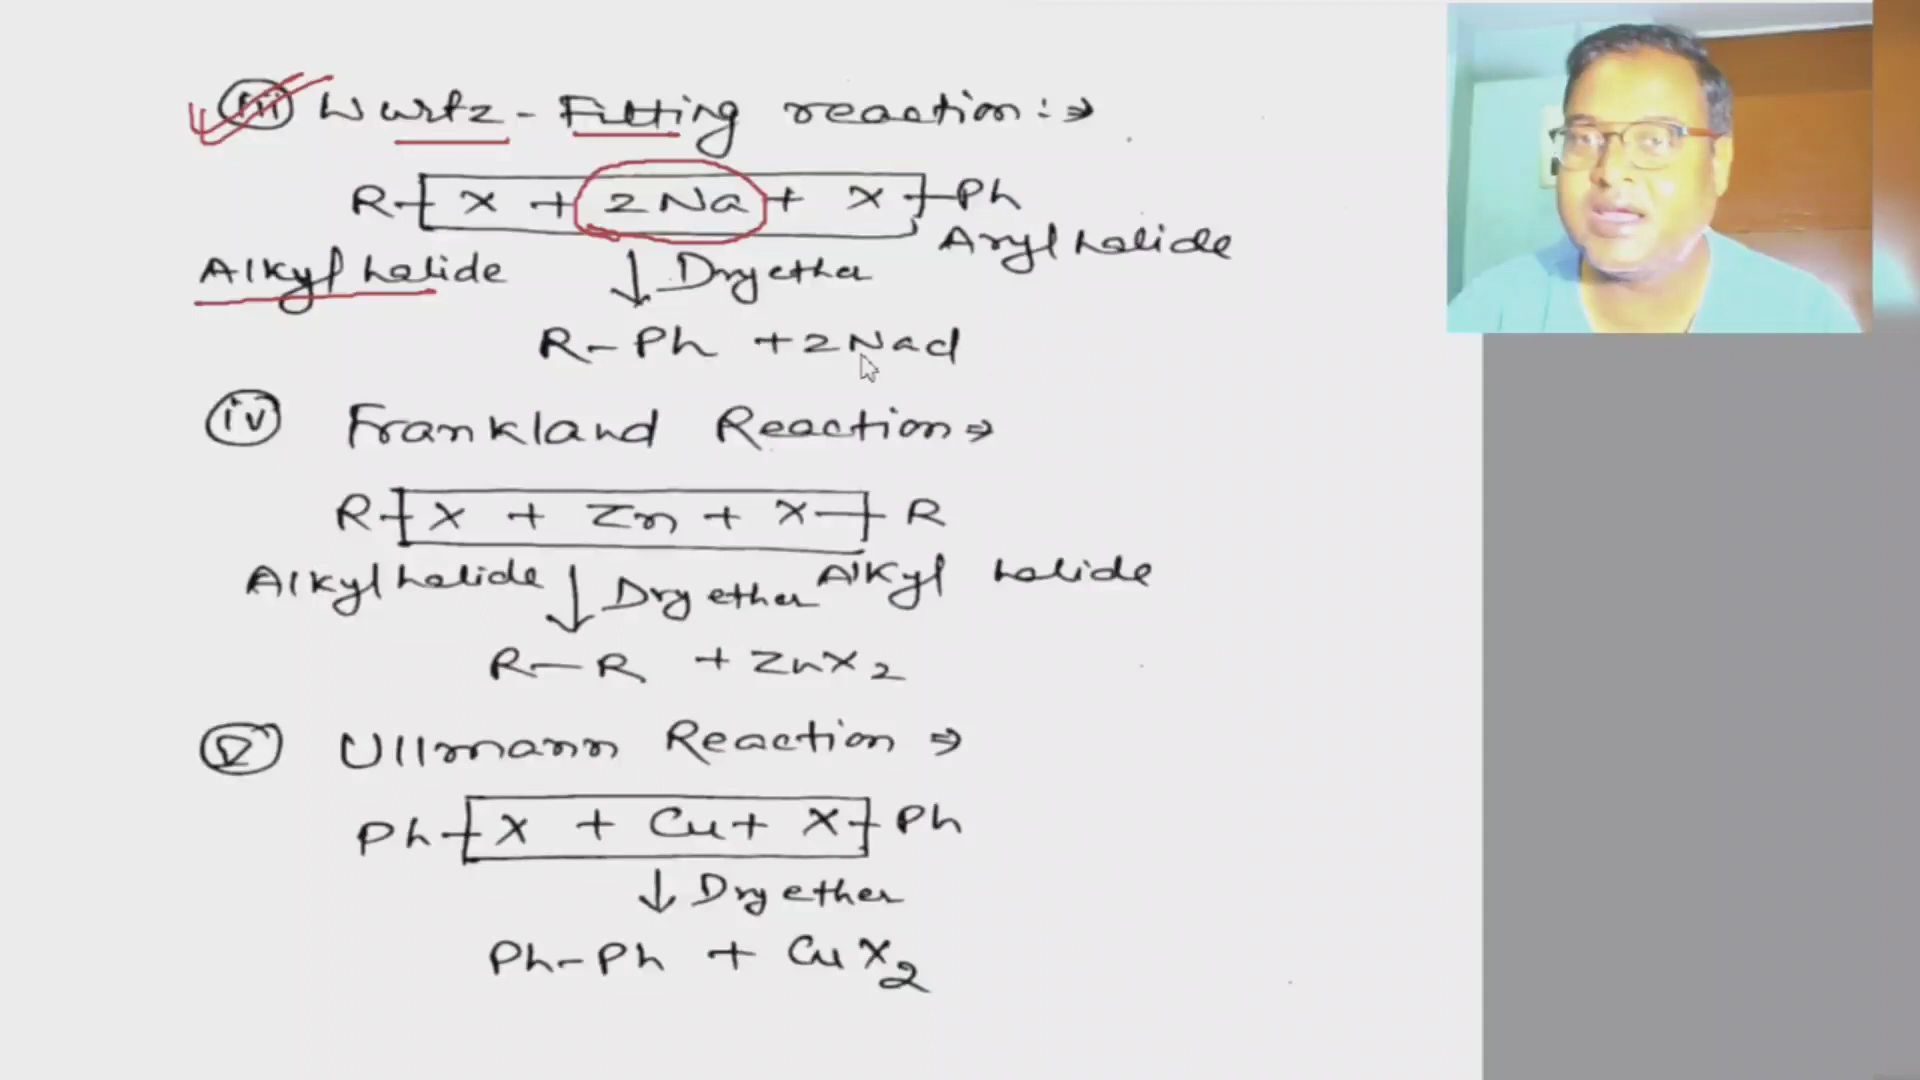 (iii) Wurtz-Fitting reaction:→
R-X + 2Na + X-Ph
Aryl halide
Alkyl halide ↓ Dry ether
R-Ph + 2Nacl
(iv) Frankland Reaction⇒
R-X + Zn + X-R
Alkyl halide ↓ Dry ether Alkyl halide
R-R + ZnX2
(V) Ullmann Reaction ⇒
Ph-X + Cu + X-Ph
↓ Dry ether
Ph-Ph + CuX2